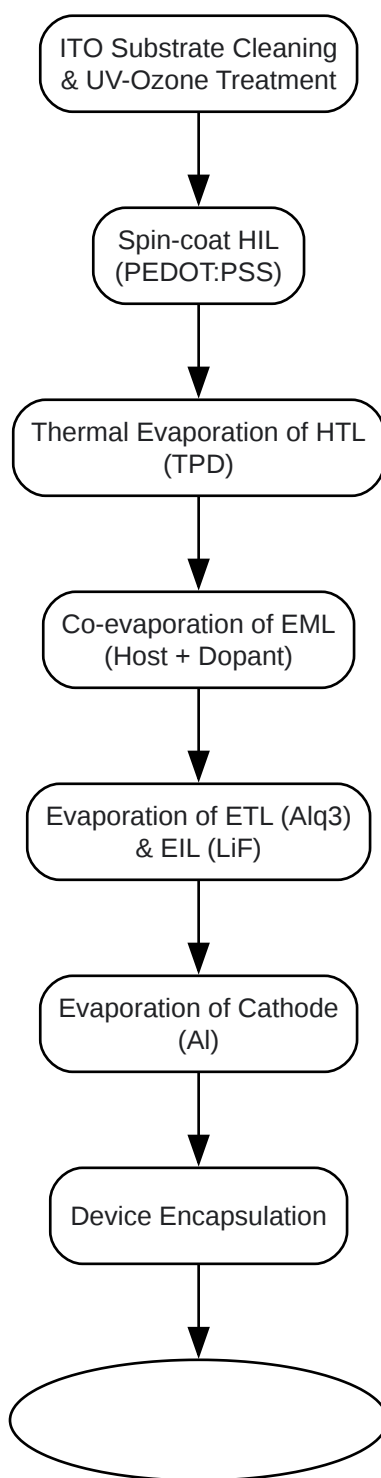 ITO Substrate Cleaning
& UV-Ozone Treatment
Spin-coat HIL
(PEDOT:PSS)
Thermal Evaporation of HTL
(TPD)
Co-evaporation of EML
(Host + Dopant)
Evaporation of ETL (Alq3)
& EIL (LiF)
Evaporation of Cathode
(Al)
Device Encapsulation